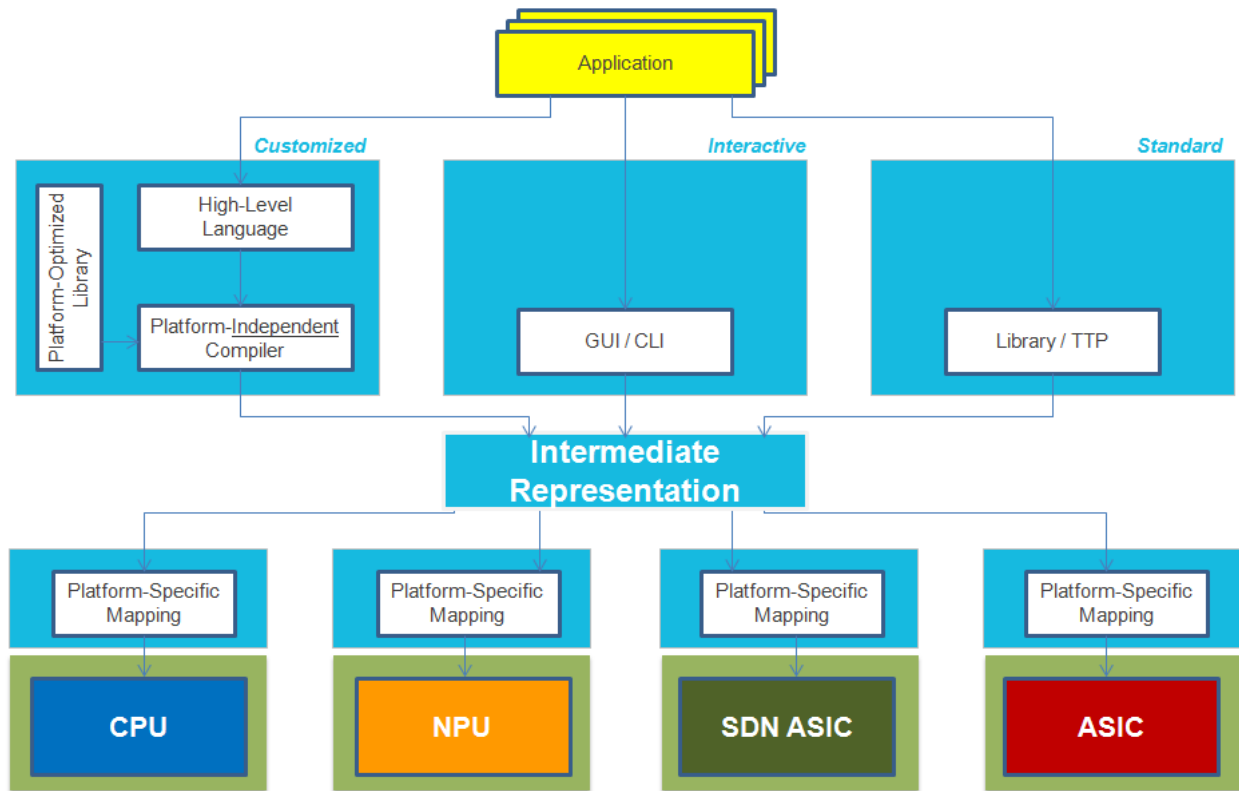 Application
Customized
Interactive
Standard
Platform-Optimized
Library
High-Level
Language
Platform-Independent
Compiler
GUI / CLI
Library / TTP
Intermediate
Representation
Platform-Specific
Mapping
Platform-Specific
Mapping
Platform-Specific
Mapping
Platform-Specific
Mapping
CPU
NPU
SDN ASIC
ASIC